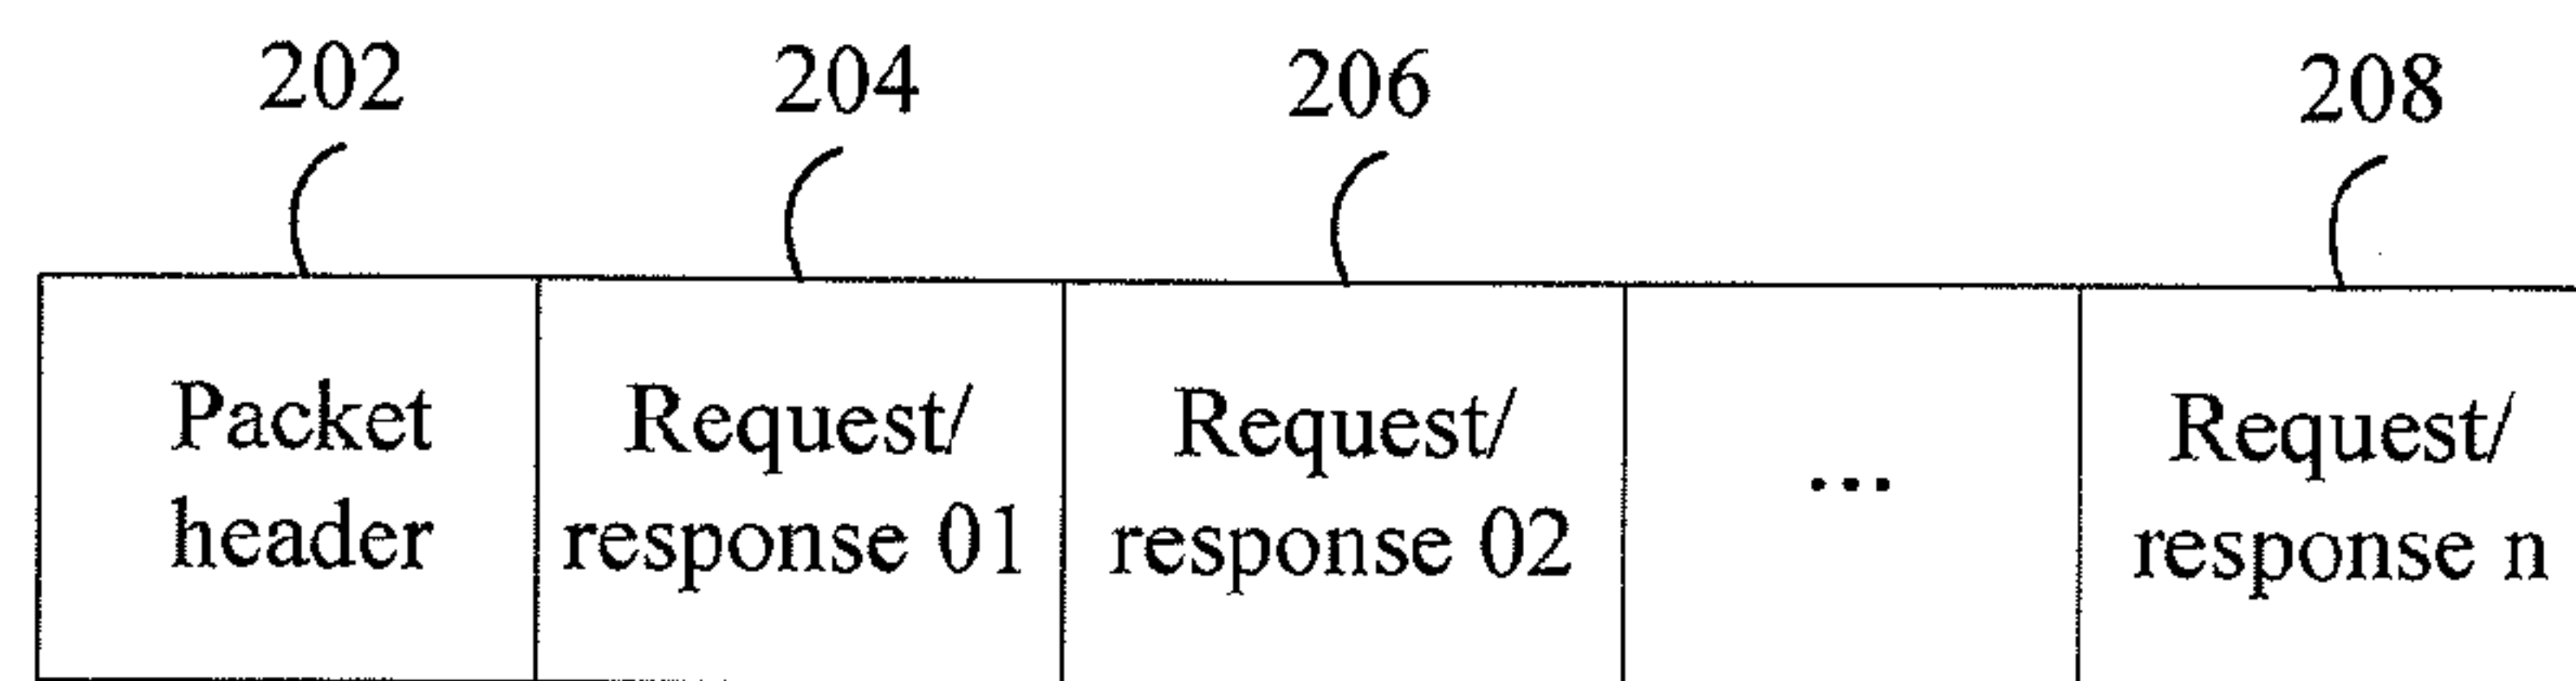 202 204 206 208
Packet header
Request/ response 01
Request/ response 02
...
Request/ response n